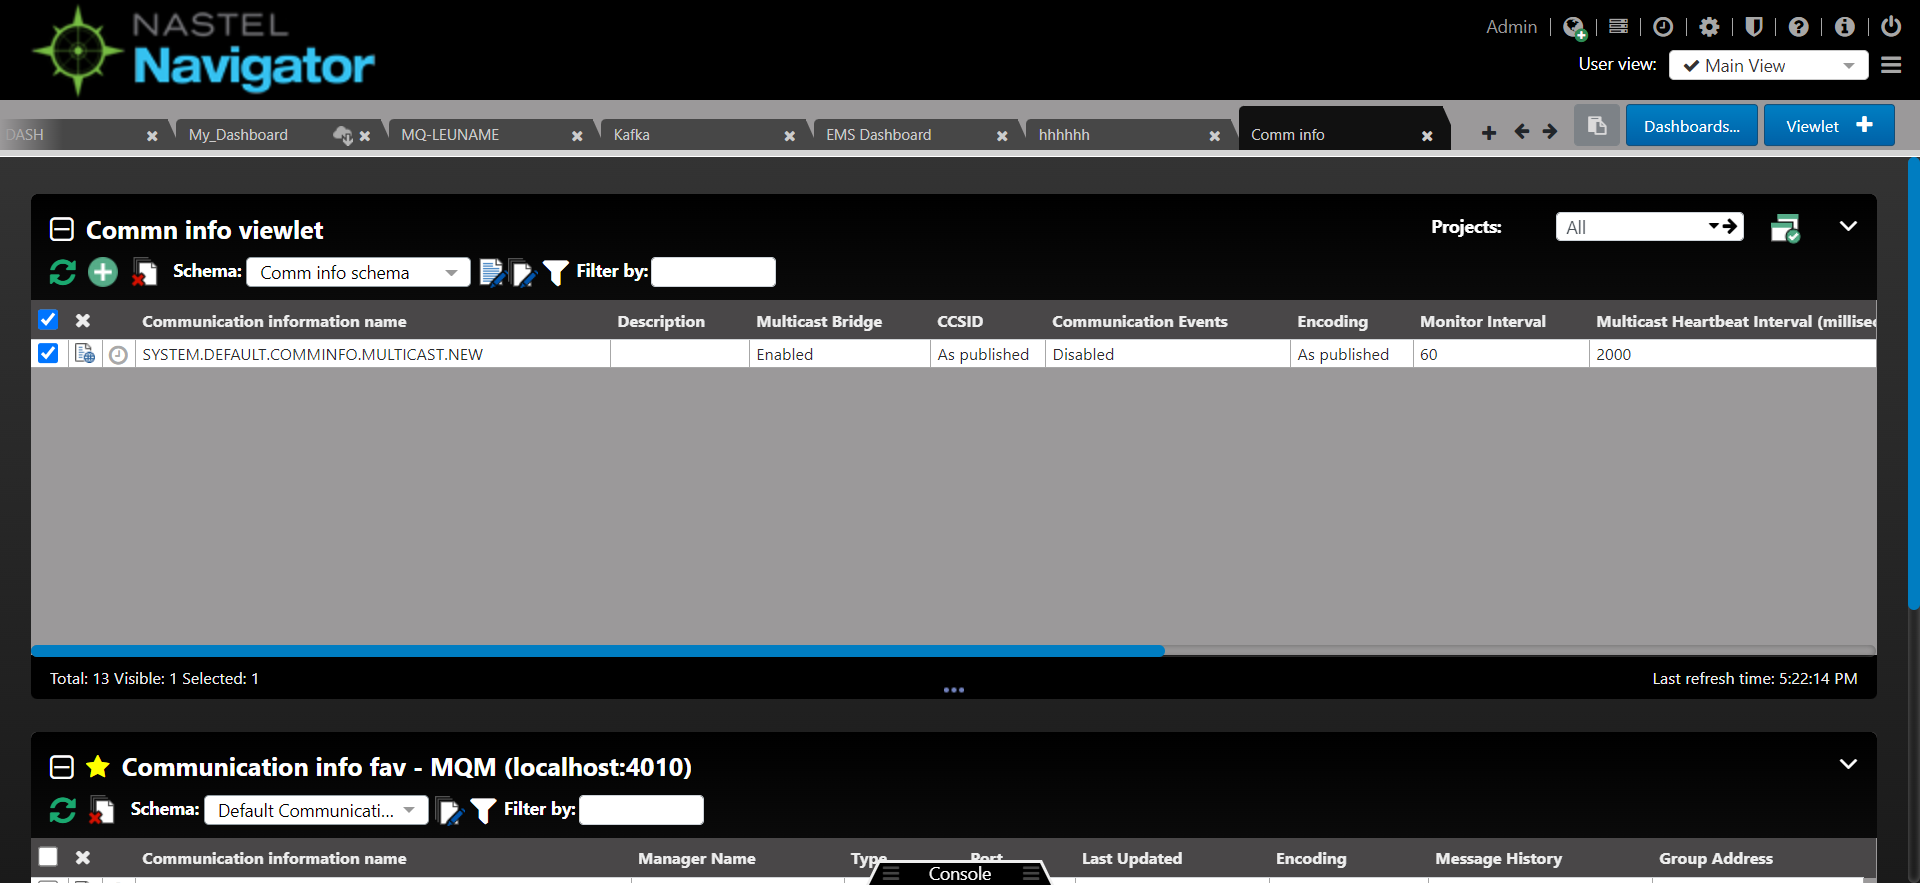 NASTEL
Navigator
Admin
User view: Main View
DASH
My_Dashboard
MQ-LEUNAME
Kafka
EMS Dashboard
hhhhhh
Comm info
Dashboards...
Viewlet
Commn info viewlet
Projects: All
Schema: Comm info schema Filter by:
Communication information name Description Multicast Bridge CCSID Communication Events Encoding Monitor Interval Multicast Heartbeat Interval (millisec
SYSTEM.DEFAULT.COMMINFO.MULTICAST.NEW Enabled As published Disabled As published 60 2000
Total: 13 Visible: 1 Selected: 1
Last refresh time: 5:22:14 PM
Communication info fav - MQM (localhost:4010)
Schema: Default Communicati... Filter by:
Communication information name Manager Name Type Port Last Updated Encoding Message History Group Address
Console